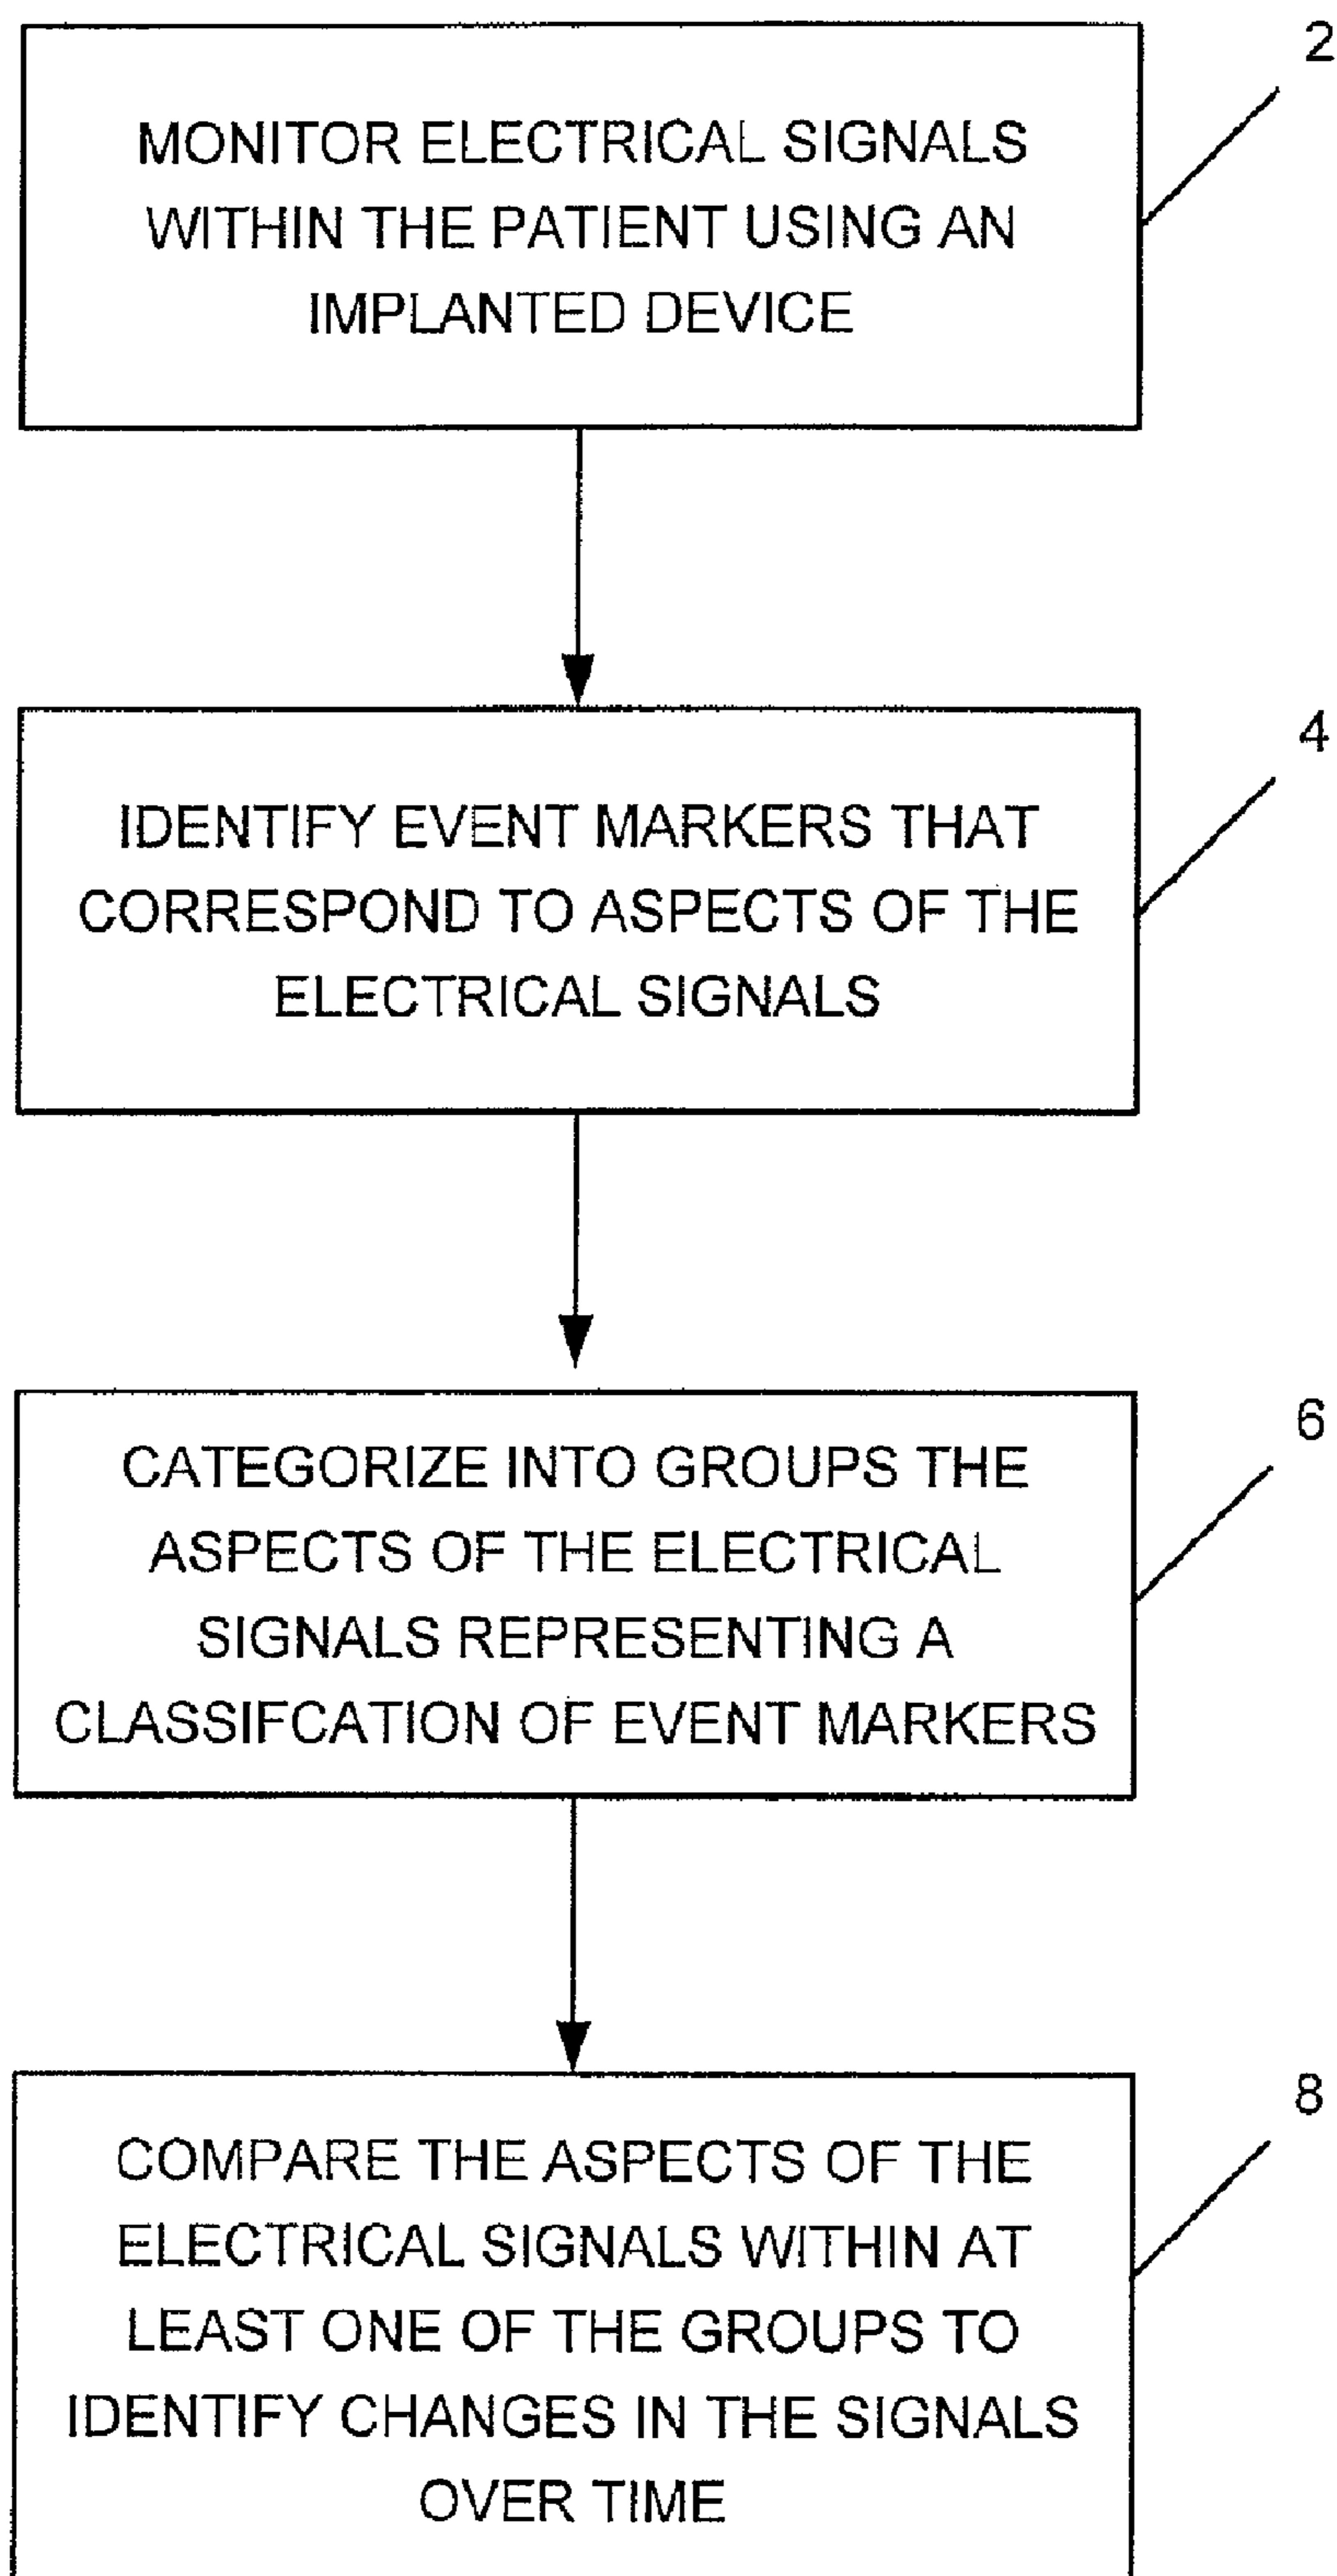 2
MONITOR ELECTRICAL SIGNALS
WITHIN THE PATIENT USING AN
IMPLANTED DEVICE
4
IDENTIFY EVENT MARKERS THAT
CORRESPOND TO ASPECTS OF THE
ELECTRICAL SIGNALS
6
CATEGORIZE INTO GROUPS THE
ASPECTS OF THE ELECTRICAL
SIGNALS REPRESENTING A
CLASSIFCATION OF EVENT MARKERS
8
COMPARE THE ASPECTS OF THE
ELECTRICAL SIGNALS WITHIN AT
LEAST ONE OF THE GROUPS TO
IDENTIFY CHANGES IN THE SIGNALS
OVER TIME